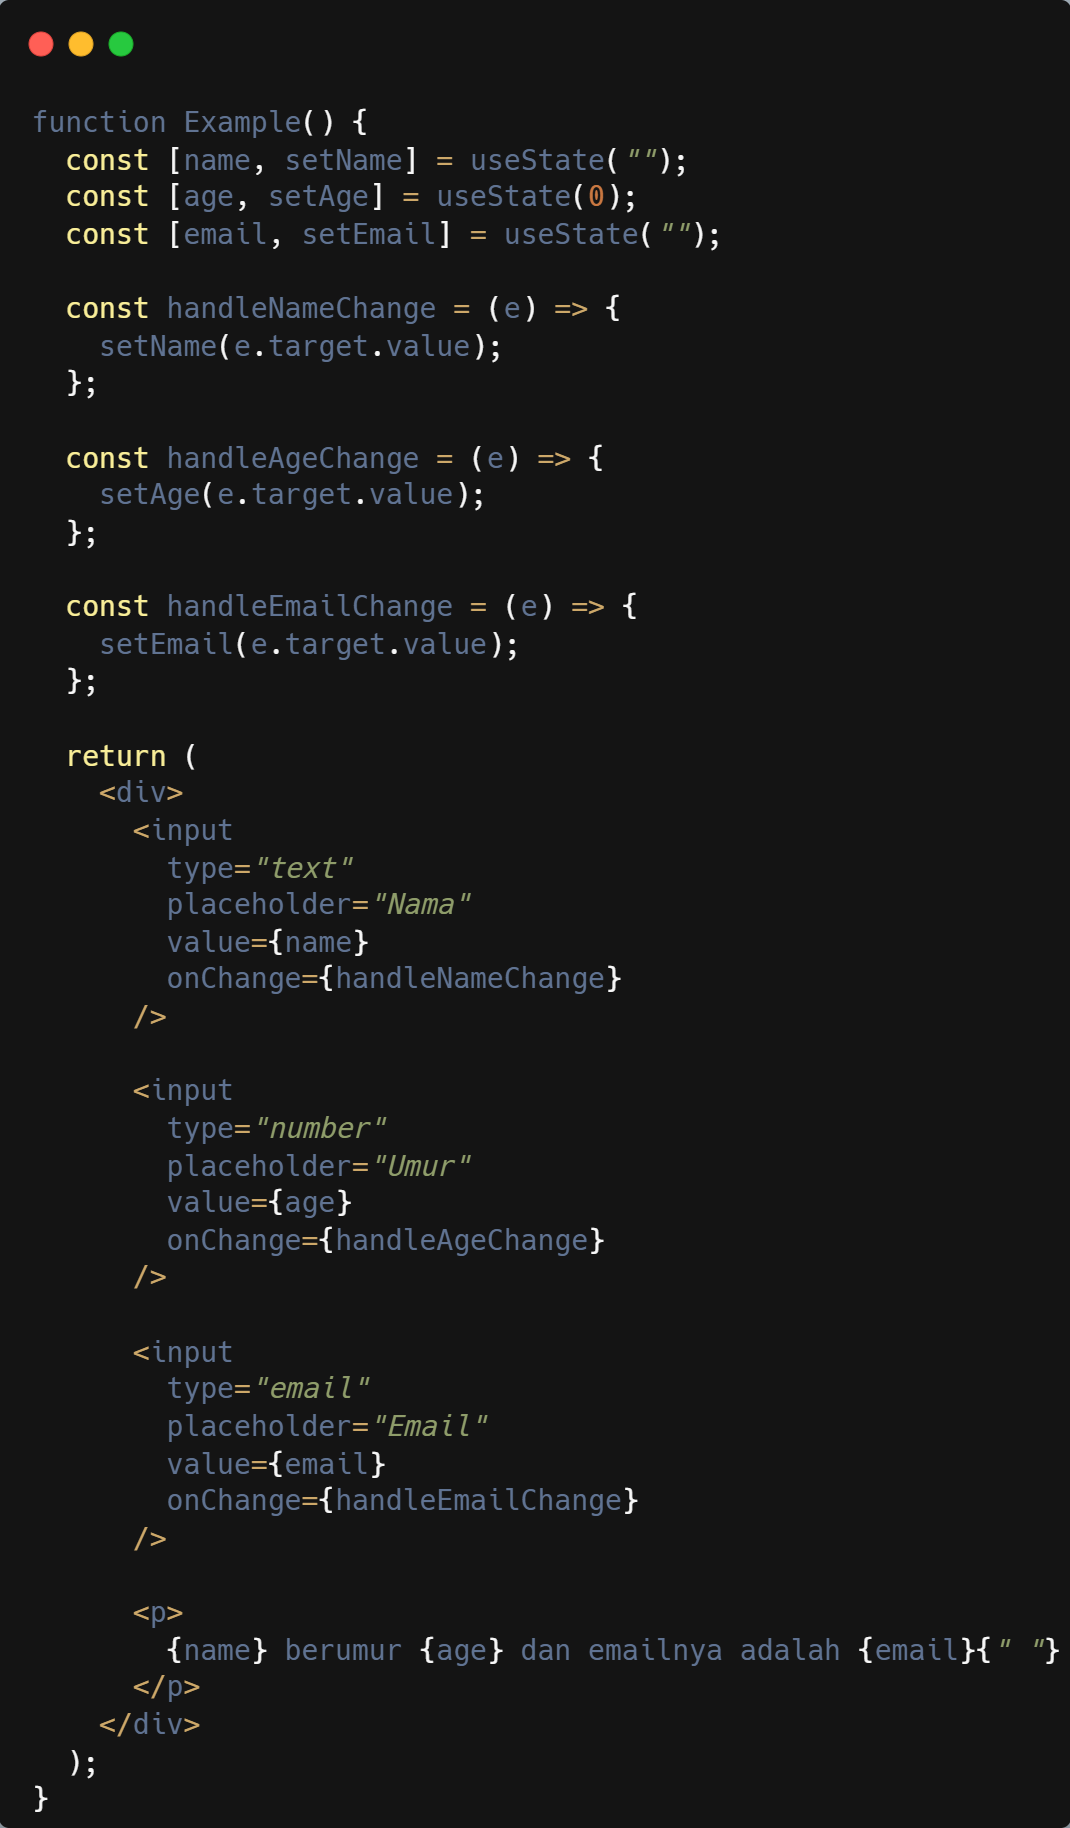 function Example() {
  const [name, setName] = useState("");
  const [age, setAge] = useState(0);
  const [email, setEmail] = useState("");

  const handleNameChange = (e) => {
    setName(e.target.value);
  };

  const handleAgeChange = (e) => {
    setAge(e.target.value);
  };

  const handleEmailChange = (e) => {
    setEmail(e.target.value);
  };

  return (
    <div>
      <input
        type="text"
        placeholder="Nama"
        value={name}
        onChange={handleNameChange}
      />

      <input
        type="number"
        placeholder="Umur"
        value={age}
        onChange={handleAgeChange}
      />

      <input
        type="email"
        placeholder="Email"
        value={email}
        onChange={handleEmailChange}
      />

      <p>
        {name} berumur {age} dan emailnya adalah {email}{" "}
      </p>
    </div>
  );
}